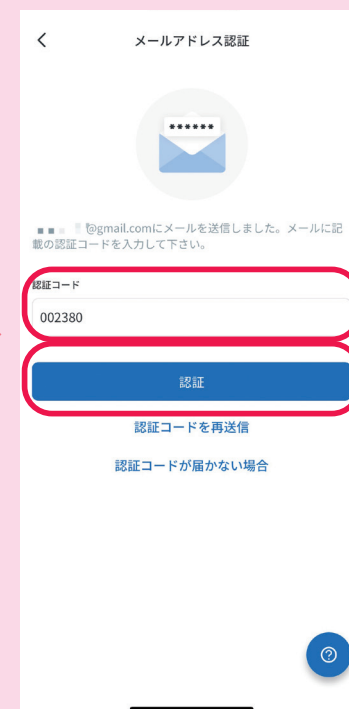 メールアドレス認証
******
@gmail.comにメールを送信しました。メールに記
載の認証コードを入力して下さい。
認証コード
002380
認証
認証コードを再送信
認証コードが届かない場合
?